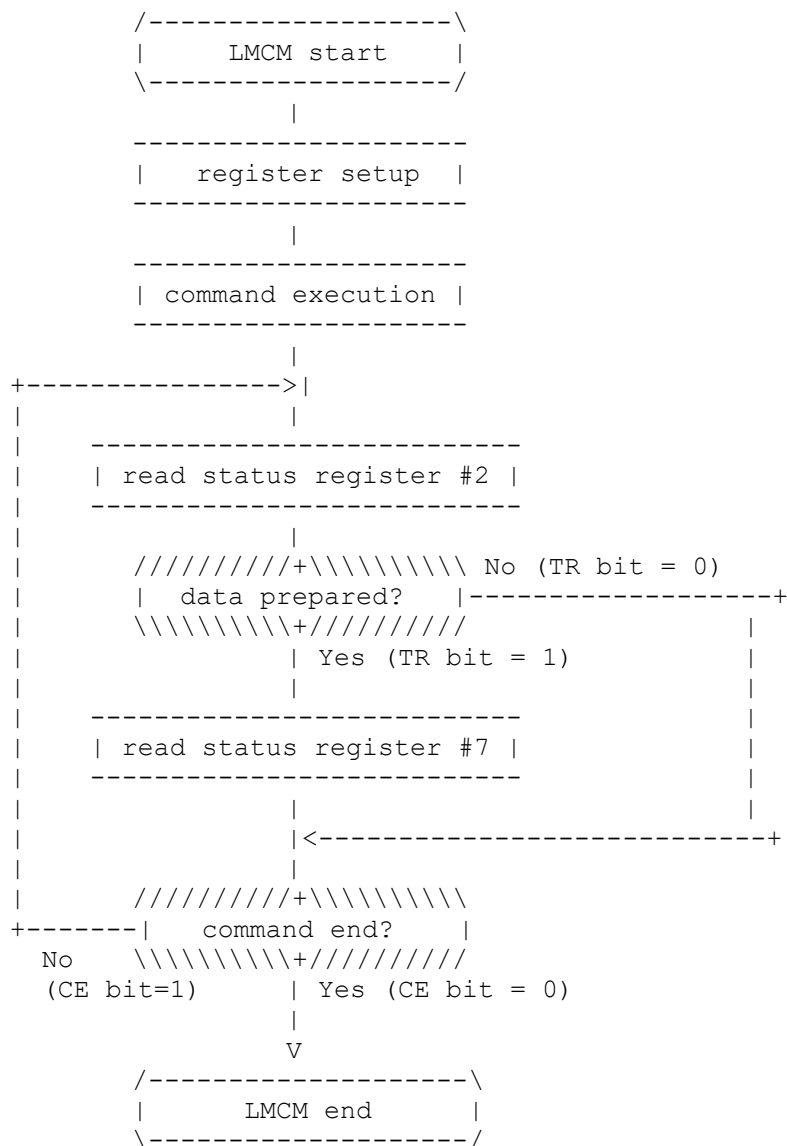 LMCM start
register setup
command execution
read status register #2
No (TR bit = 0)
data prepared?
Yes (TR bit = 1)
read status register #7
command end?
No
(CE bit=1) Yes (CE bit = 0)
V
LMCM end